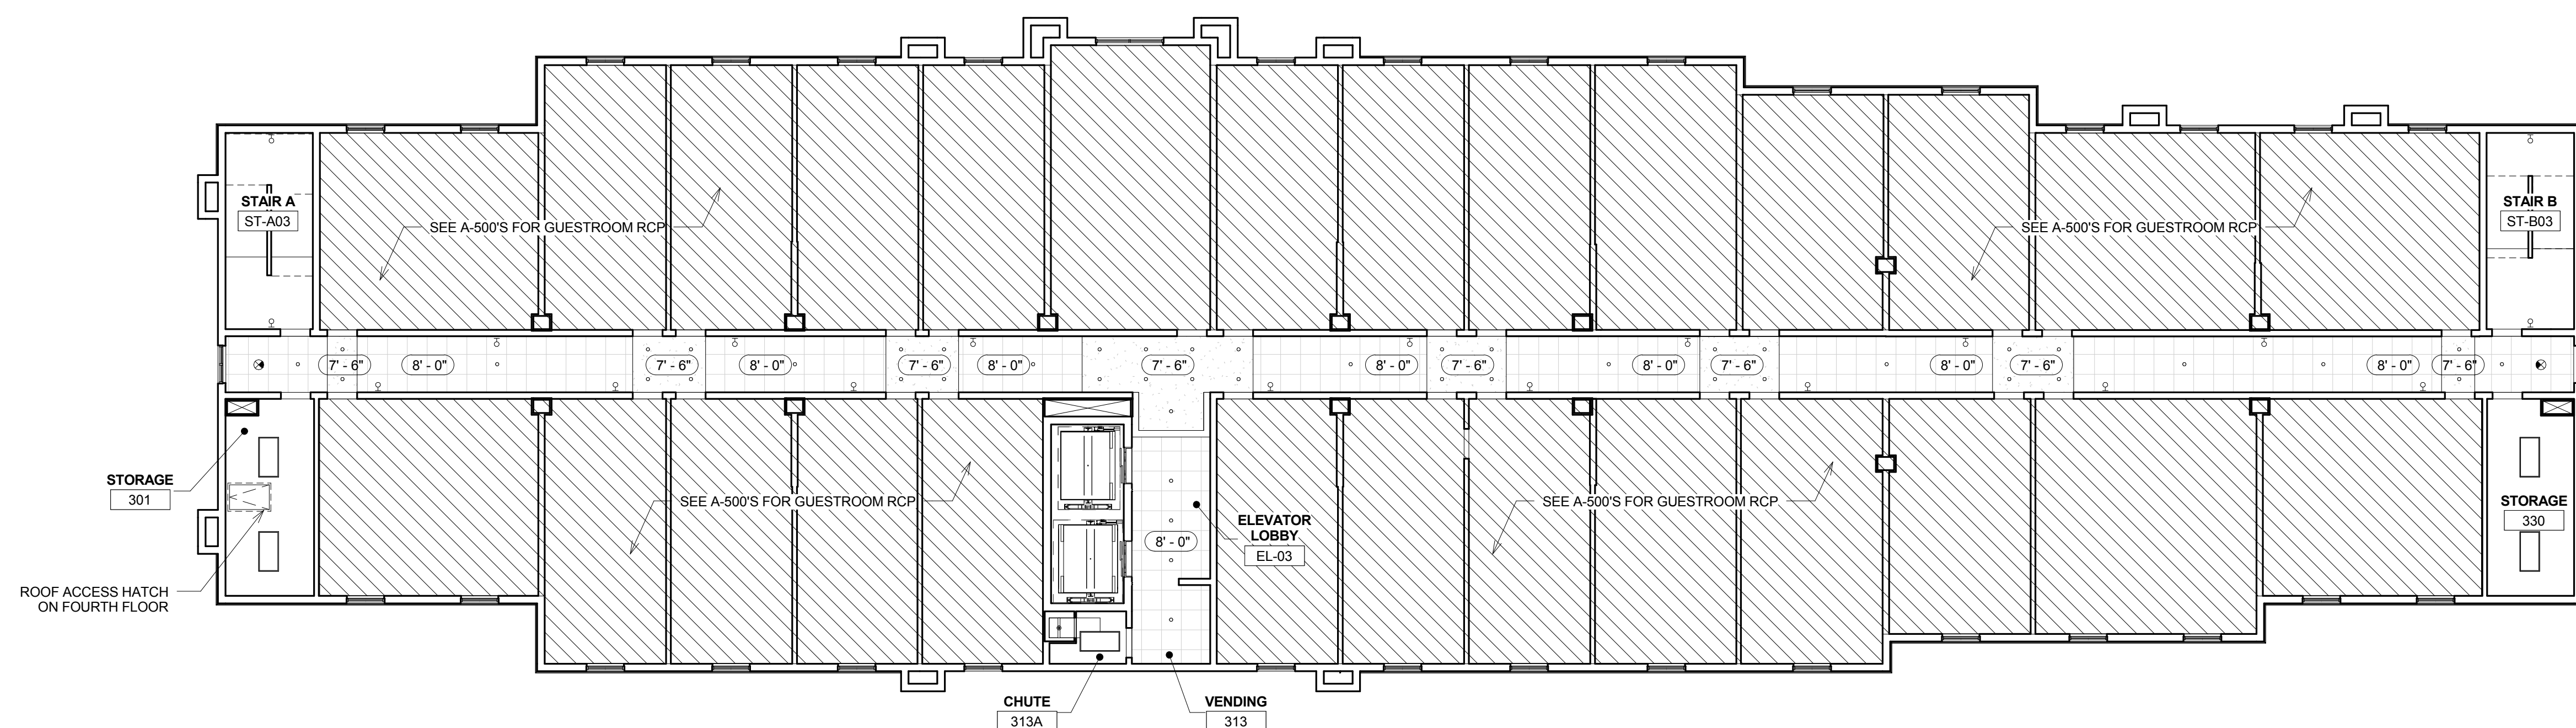 STAIR A
ST-A03
SEE A-500'S FOR GUESTROOM RCP
SEE A-500'S FOR GUESTROOM RCP
STAIR B
ST-B03
7' - 6"
8' - 0"
7' - 6"
8' - 0"
7' - 6"
8' - 0"
7' - 6"
8' - 0"
7' - 6"
8' - 0"
7' - 6"
8' - 0"
7' - 6"
8' - 0"
7' - 6"
STORAGE
301
SEE A-500'S FOR GUESTROOM RCP
SEE A-500'S FOR GUESTROOM RCP
STORAGE
330
ELEVATOR
LOBBY
EL-03
8' - 0"
ROOF ACCESS HATCH
ON FOURTH FLOOR
CHUTE
313A
VENDING
313